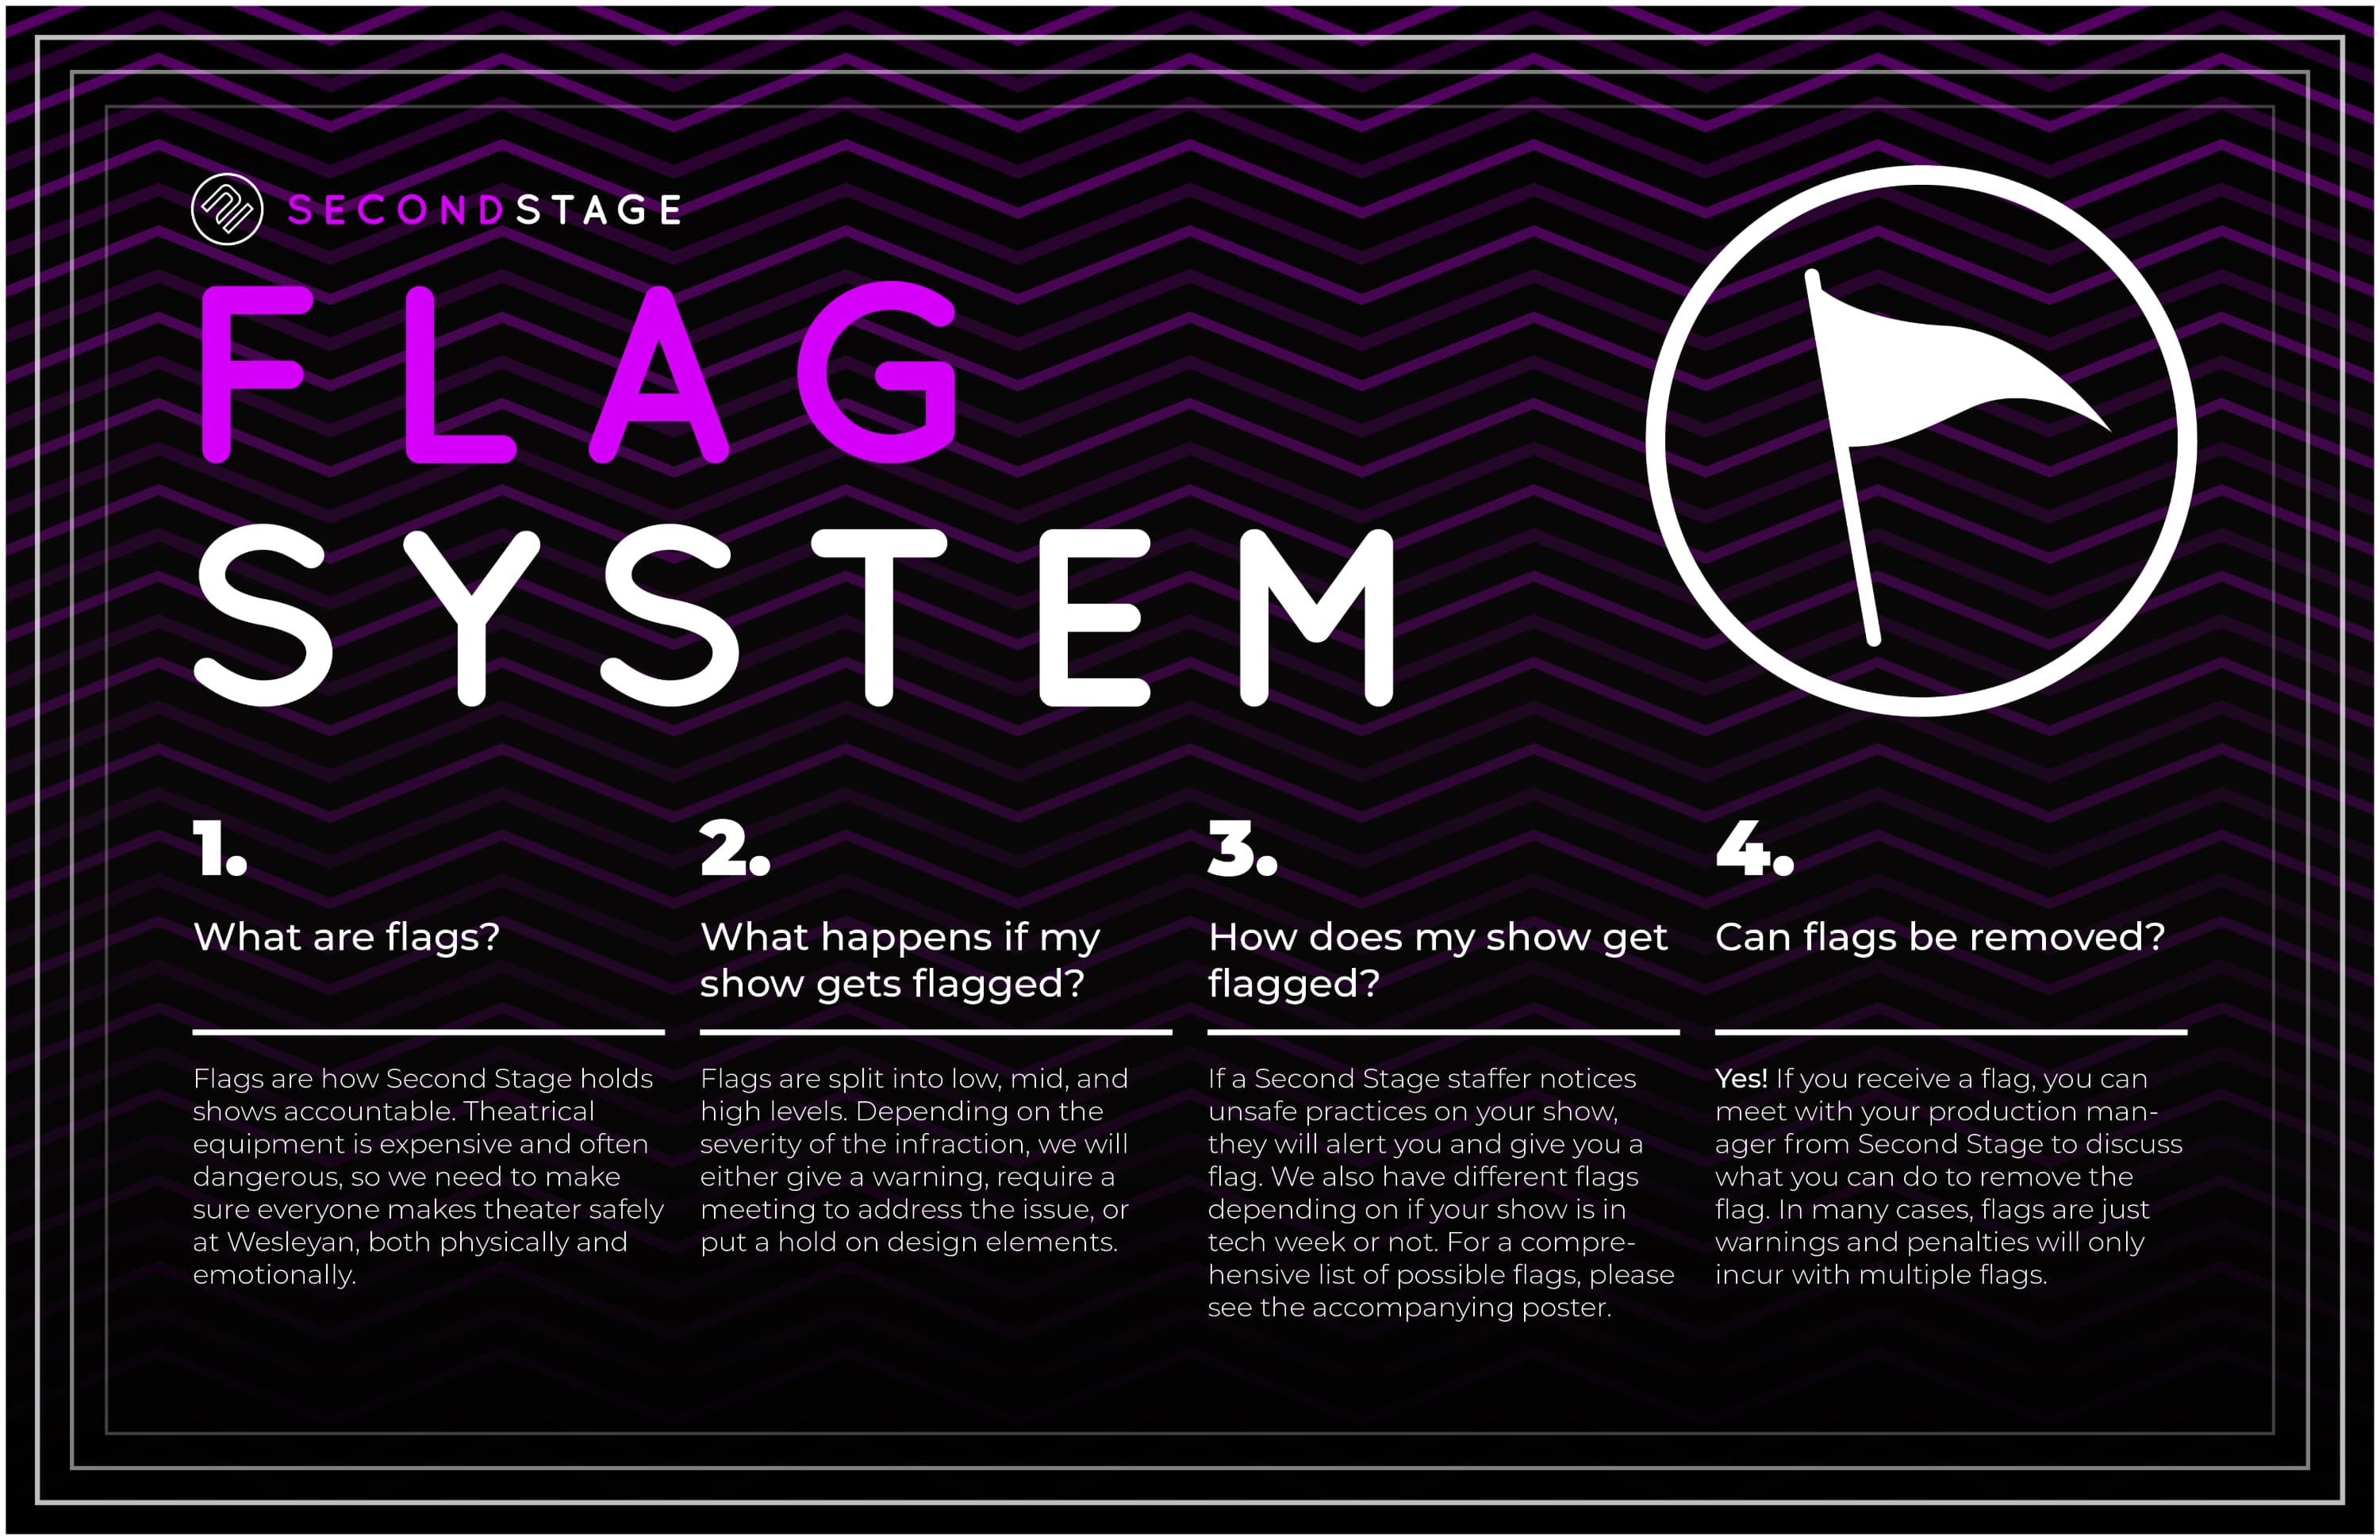 SECONDSTAGE
FLAG
SYSTEM
1.
What are flags?
Flags are how Second Stage holds
shows accountable. Theatrical
equipment is expensive and often
dangerous, so we need to make
sure everyone makes theater safely
at Wesleyan, both physically and
emotionally.
2.
What happens if my
show gets flagged?
Flags are split into low, mid, and
high levels. Depending on the
severity of the infraction, we will
either give a warning, require a
meeting to address the issue, or
put a hold on design elements.
3.
How does my show get
flagged?
If a Second Stage staffer notices
unsafe practices on your show,
they will alert you and give you a
flag. We also have different flags
depending on if your show is in
tech week or not. For a compre-
hensive list of possible flags, please
see the accompanying poster.
4.
Can flags be removed?
Yes! If you receive a flag, you can
meet with your production man-
ager from Second Stage to discuss
what you can do to remove the
flag. In many cases, flags are just
warnings and penalties will only
incur with multiple flags.